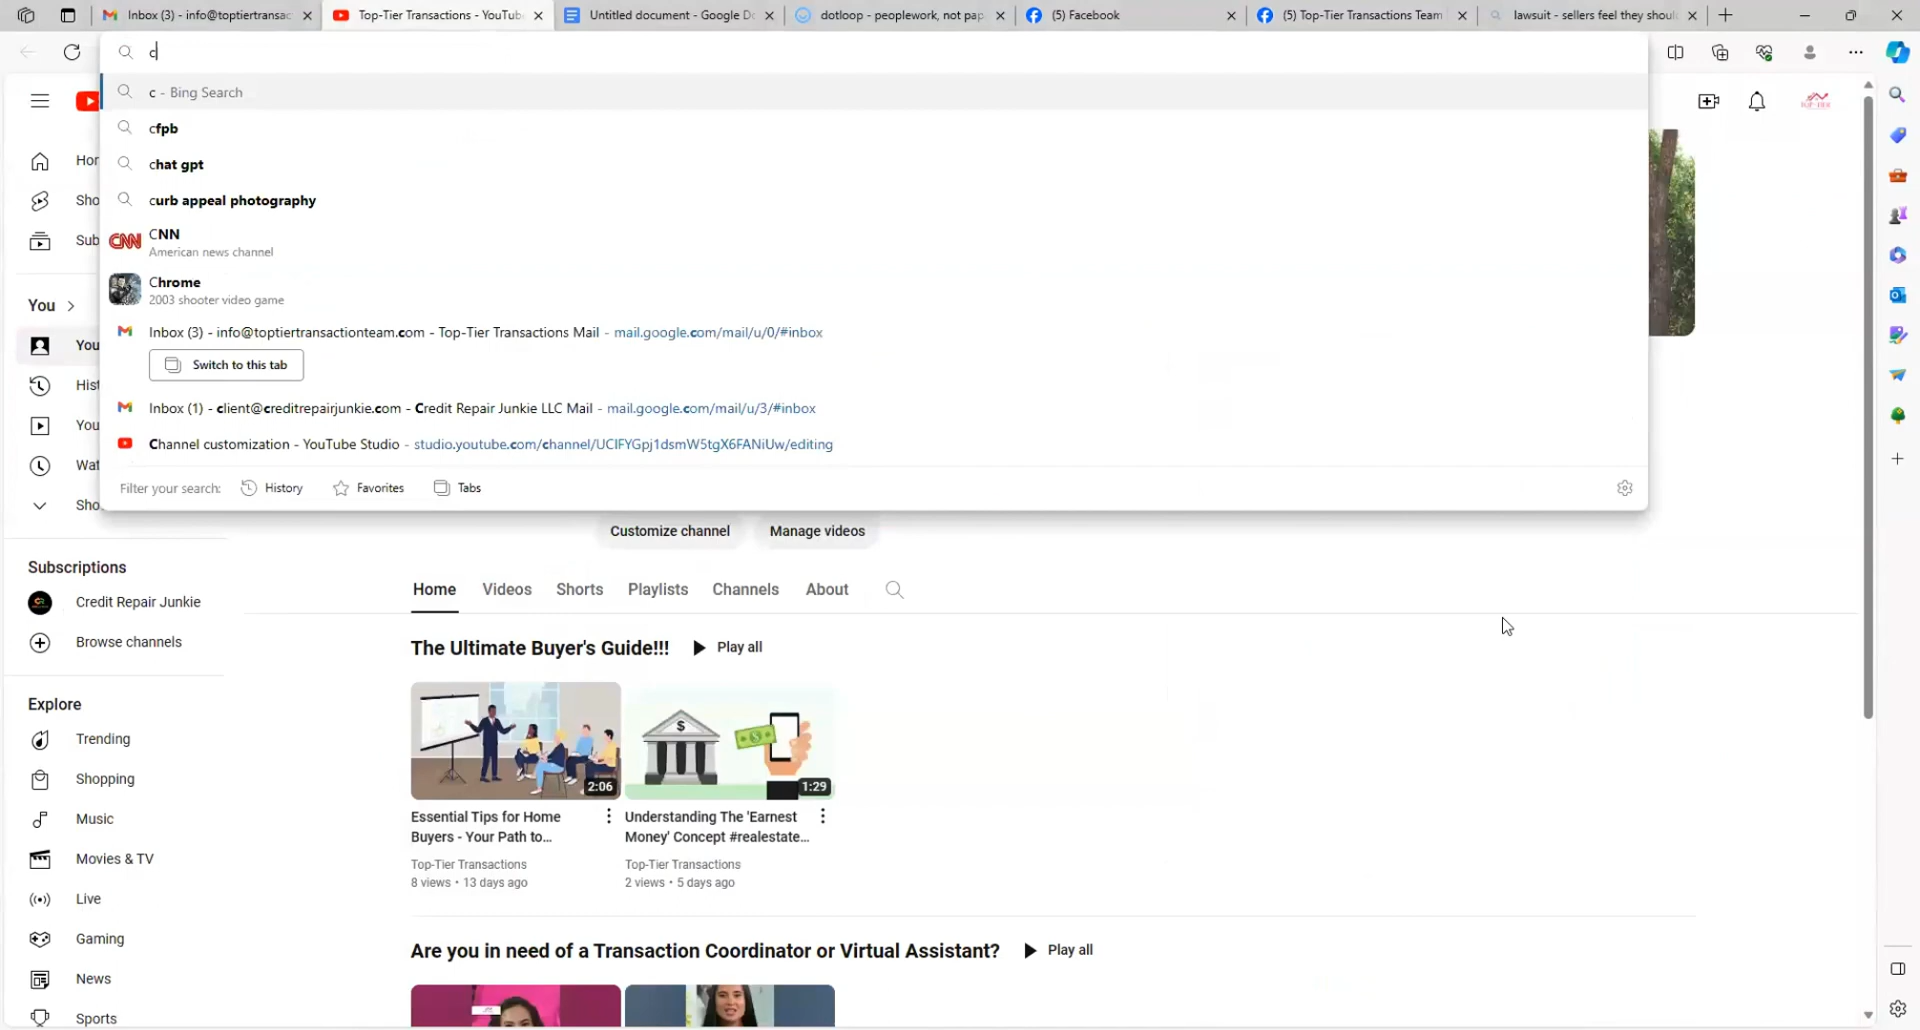 Inbox (3) - info@toptiertransac
Top-Tier Transactions - YouTub
Untitled document - Google Do
dotloop - peoplework, not pap
(5) Facebook
(5) Top-Tier Transactions Team
lawsuit - sellers feel they shoul
c
c - Bing Search
cfpb
chat gpt
curb appeal photography
CNN
CNN
American news channel
Chrome
2003 shooter video game
Inbox (3) - info@toptiertransactionteam.com - Top-Tier Transactions Mail - mail.google.com/mail/u/0/#inbox
Switch to this tab
Inbox (1) - client@creditrepairjunkie.com - Credit Repair Junkie LLC Mail - mail.google.com/mail/u/3/#inbox
Channel customization - YouTube Studio - studio.youtube.com/channel/UCIFYGpj1dsmW5tgX6FANiUw/editing
Filter your search: History Favorites Tabs
Hor
Sho
Sub
You
You
Hist
You
Wat
Sho
Subscriptions
Credit Repair Junkie
Browse channels
Explore
Trending
Shopping
Music
Movies & TV
Live
Gaming
News
Sports
Customize channel Manage videos
Home Videos Shorts Playlists Channels About
The Ultimate Buyer's Guide!!! Play all
2:06
Essential Tips for Home
Buyers - Your Path to...
Top-Tier Transactions
8 views • 13 days ago
1:29
Understanding The 'Earnest
Money' Concept #realestate...
Top-Tier Transactions
2 views • 5 days ago
Are you in need of a Transaction Coordinator or Virtual Assistant? Play all